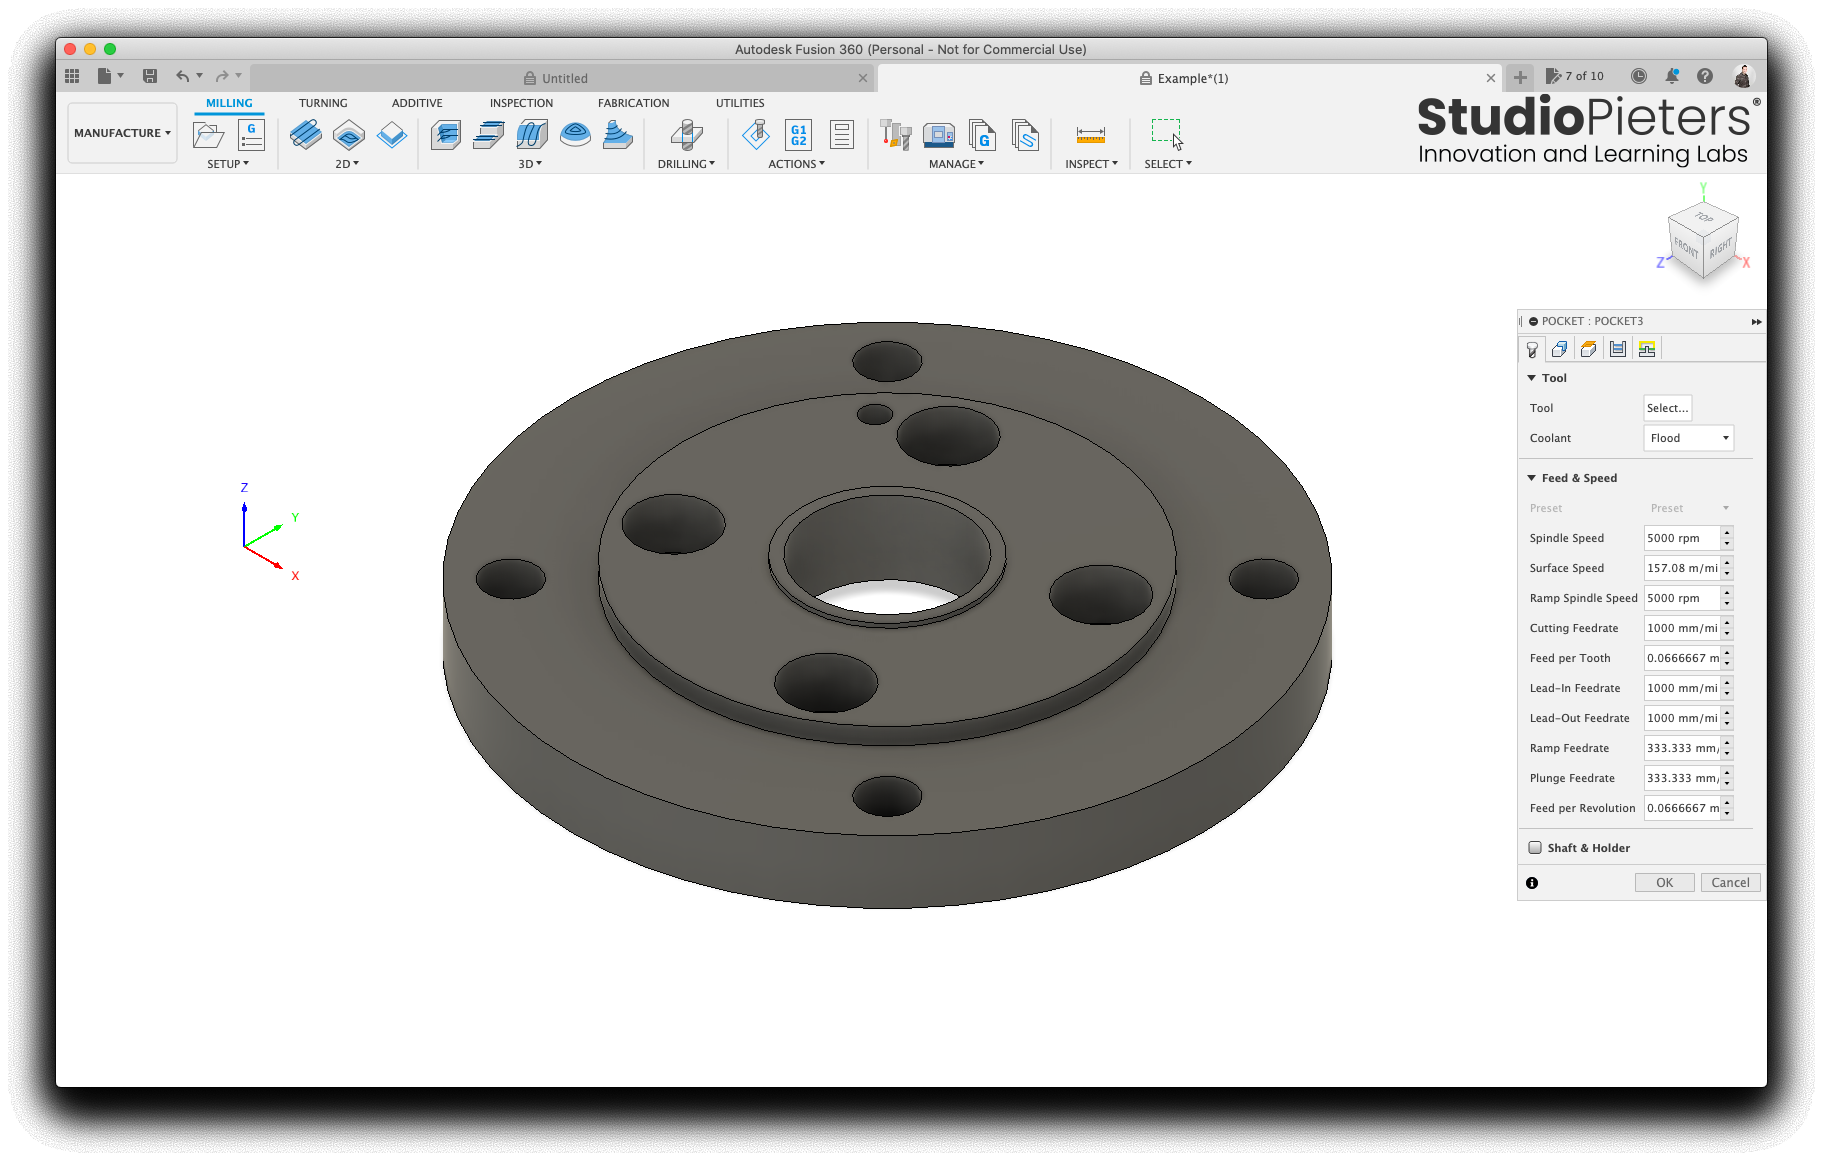 Autodesk Fusion 360 (Personal - Not for Commercial Use)
Untitled
Example*(1)
7 of 10
MANUFACTURE
MILLING
TURNING
ADDITIVE
INSPECTION
FABRICATION
UTILITIES
G
G1
G2
G
SETUP
2D
3D
DRILLING
ACTIONS
MANAGE
INSPECT
SELECT
StudioPieters®
Innovation and Learning Labs
Y
TOP
FRONT
RIGHT
Z
X
Z
Y
X
POCKET : POCKET3
Tool
Tool Select...
Coolant Flood
Feed & Speed
Preset Preset
Spindle Speed 5000 rpm
Surface Speed 157.08 m/mi
Ramp Spindle Speed 5000 rpm
Cutting Feedrate 1000 mm/mi
Feed per Tooth 0.0666667 m
Lead-In Feedrate 1000 mm/mi
Lead-Out Feedrate 1000 mm/mi
Ramp Feedrate 333.333 mm/
Plunge Feedrate 333.333 mm/
Feed per Revolution 0.0666667 m
Shaft & Holder
OK Cancel